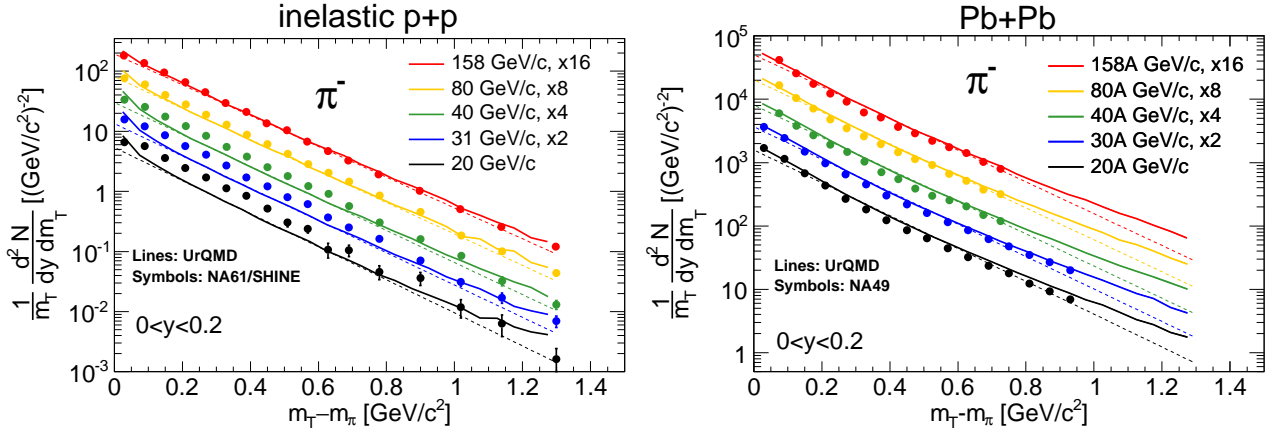 inelastic p+p
1/m_T d² N/dy dm_T [(GeV/c²)⁻²]
10²
10
1
10⁻¹
10⁻²
10⁻³
π⁻
158 GeV/c, x16
80 GeV/c, x8
40 GeV/c, x4
31 GeV/c, x2
20 GeV/c
Lines: UrQMD
Symbols: NA61/SHINE
0<y<0.2
0 0.2 0.4 0.6 0.8 1 1.2 1.4
m_T−m_π [GeV/c²]
Pb+Pb
1/m_T d² N/dy dm_T [(GeV/c²)⁻²]
10⁵
10⁴
10³
10²
10
1
π⁻
158A GeV/c, x16
80A GeV/c, x8
40A GeV/c, x4
30A GeV/c, x2
20A GeV/c
Lines: UrQMD
Symbols: NA49
0<y<0.2
0 0.2 0.4 0.6 0.8 1 1.2 1.4
m_T-m_π [GeV/c²]